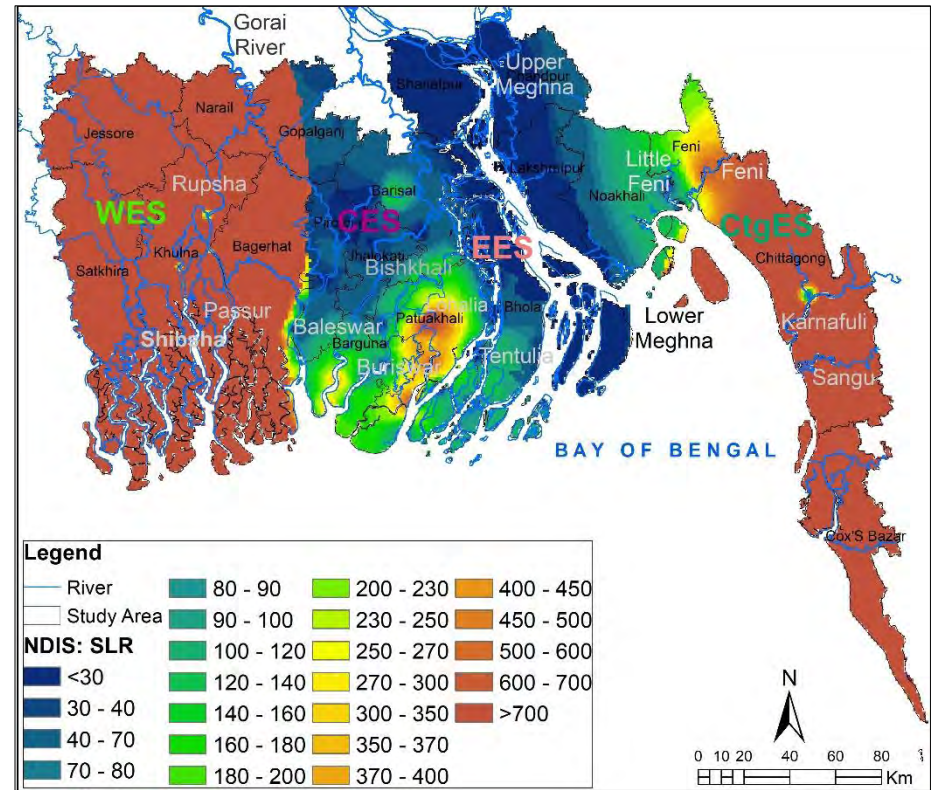 Gorai
River
Upper
Meghna
Chandpur
Narail
Jessore
Gopalganj
Feni
Little
Feni
Feni
Lakshmipur
Rupsha
Barisal
Noakhali
WES
CES
EES
CtgES
Khulna
Bagerhat
Jhalokati
Chittagong
Satkhira
Bishkhali
Passur
Bhola
Lower
Meghna
Patuakhali
Karnafuli
Shibsha
Baleswar
Barguna
Tentulia
Buriswar
Sangu
BAY OF BENGAL
Cox'S Bazar
Legend
River
Study Area
NDIS: SLR
<30
30 - 40
40 - 70
70 - 80
80 - 90
90 - 100
100 - 120
120 - 140
140 - 160
160 - 180
180 - 200
200 - 230
230 - 250
250 - 270
270 - 300
300 - 350
350 - 370
370 - 400
400 - 450
450 - 500
500 - 600
600 - 700
>700
N
0 10 20 40 60 80
Km